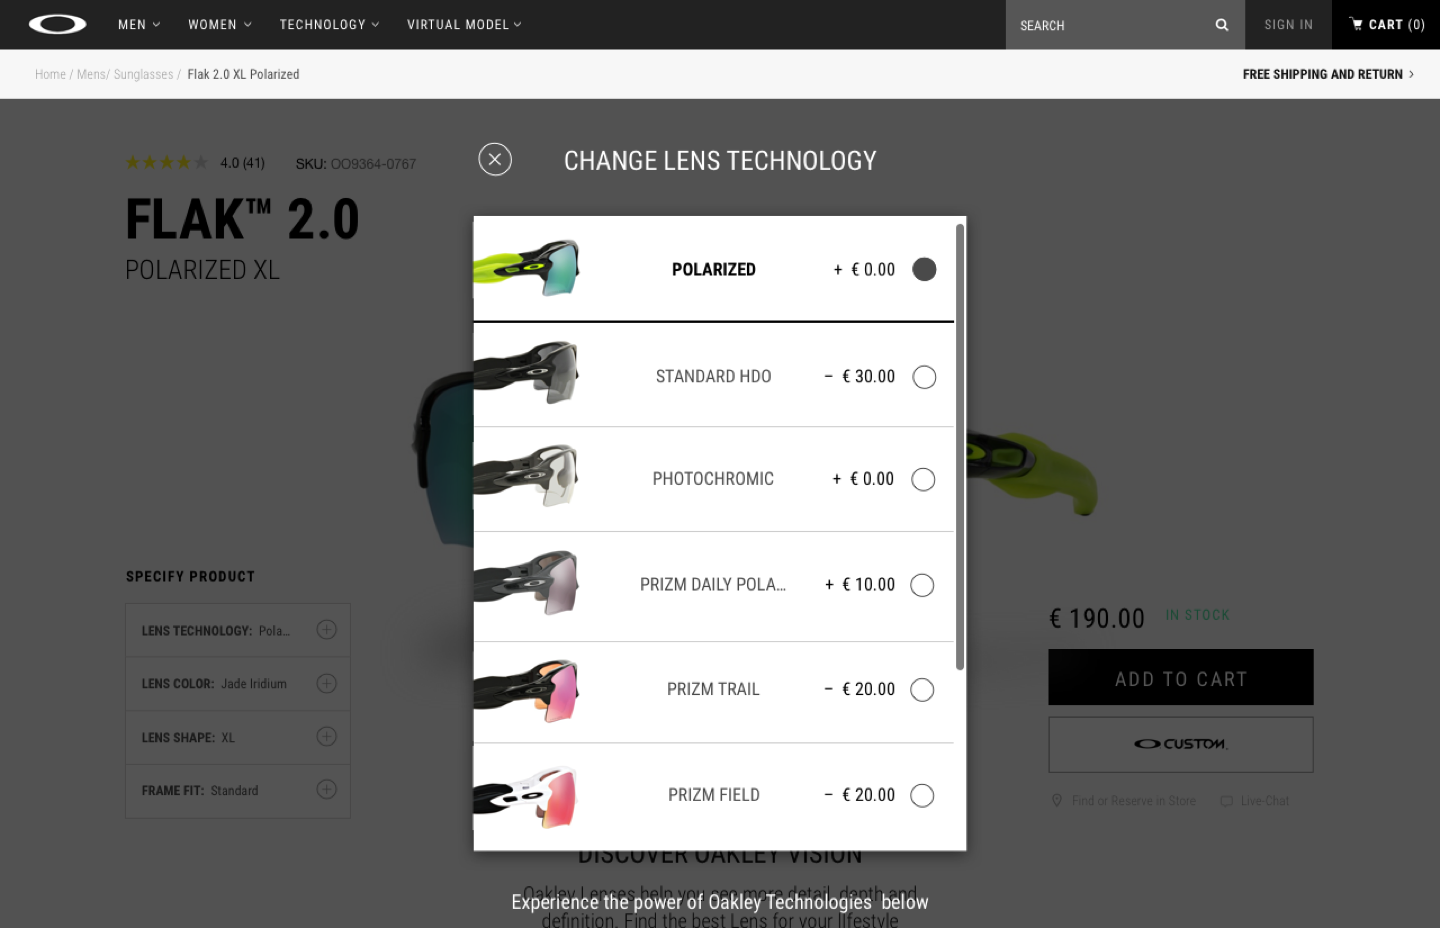 MEN
WOMEN
TECHNOLOGY
VIRTUAL MODEL
SEARCH
SIGN IN
CART (0)
Home / Mens/ Sunglasses / Flak 2.0 XL Polarized
FREE SHIPPING AND RETURN
4.0 (41)
SKU: OO9364-0767
FLAK™ 2.0
POLARIZED XL
CHANGE LENS TECHNOLOGY
POLARIZED + € 0.00
STANDARD HDO – € 30.00
PHOTOCHROMIC + € 0.00
PRIZM DAILY POLA... + € 10.00
PRIZM TRAIL – € 20.00
PRIZM FIELD – € 20.00
SPECIFY PRODUCT
LENS TECHNOLOGY: Pola...
LENS COLOR: Jade Iridium
LENS SHAPE: XL
FRAME FIT: Standard
€ 190.00 IN STOCK
ADD TO CART
CUSTOM
Find or Reserve in Store
Live-Chat
DISCOVER OAKLEY VISION
Oakley Lenses help you see more detail, depth and
Experience the power of Oakley Technologies below
definition. Find the best Lens for your lifestyle